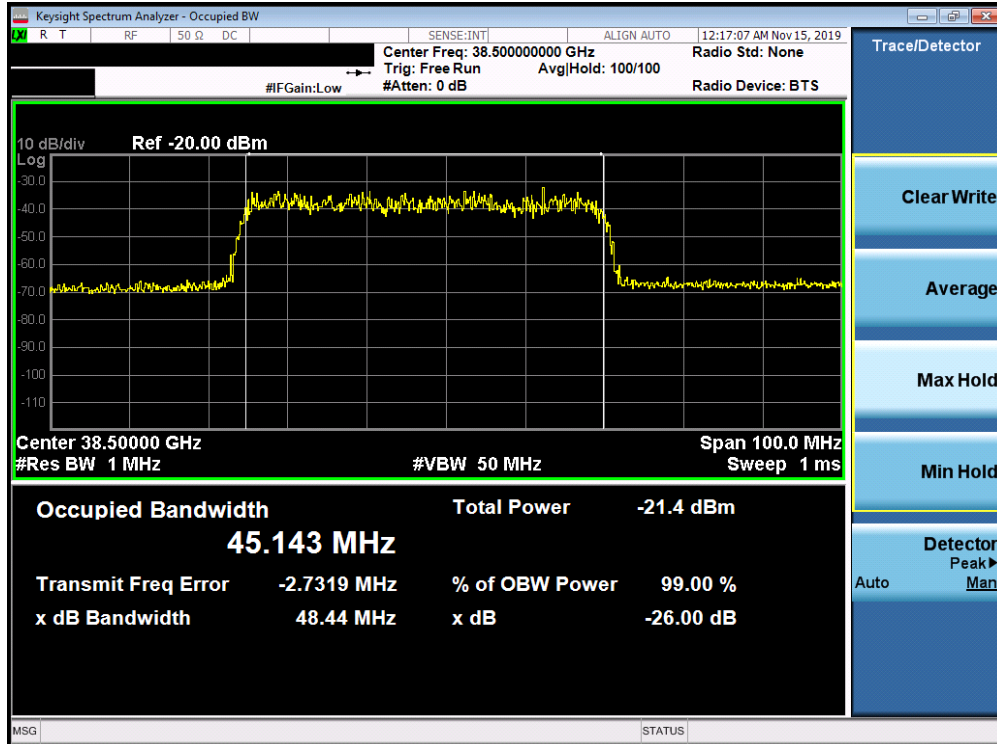 Keysight Spectrum Analyzer - Occupied BW
LXI R T RF 50 Ω DC SENSE:INT ALIGN AUTO 12:17:07 AM Nov 15, 2019
Center Freq: 38.500000000 GHz Radio Std: None
Trig: Free Run Avg|Hold: 100/100
#IFGain:Low #Atten: 0 dB Radio Device: BTS
Trace/Detector
10 dB/div Ref -20.00 dBm
Log
-30.0
-40.0
-50.0
-60.0
-70.0
-80.0
-90.0
-100
-110
Center 38.50000 GHz Span 100.0 MHz
#Res BW 1 MHz #VBW 50 MHz Sweep 1 ms
Occupied Bandwidth Total Power -21.4 dBm
45.143 MHz
Transmit Freq Error -2.7319 MHz % of OBW Power 99.00 %
x dB Bandwidth 48.44 MHz x dB -26.00 dB
Clear Write
Average
Max Hold
Min Hold
Detector
Peak▶
Auto Man
MSG STATUS